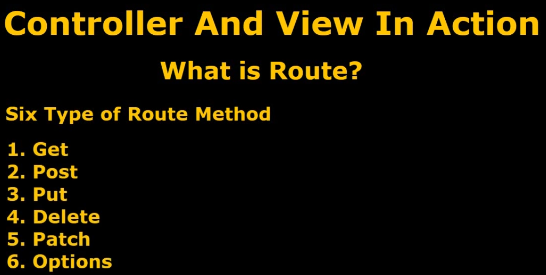 Controller And View In Action
What is Route?
Six Type of Route Method
1. Get
2. Post
3. Put
4. Delete
5. Patch
6. Options